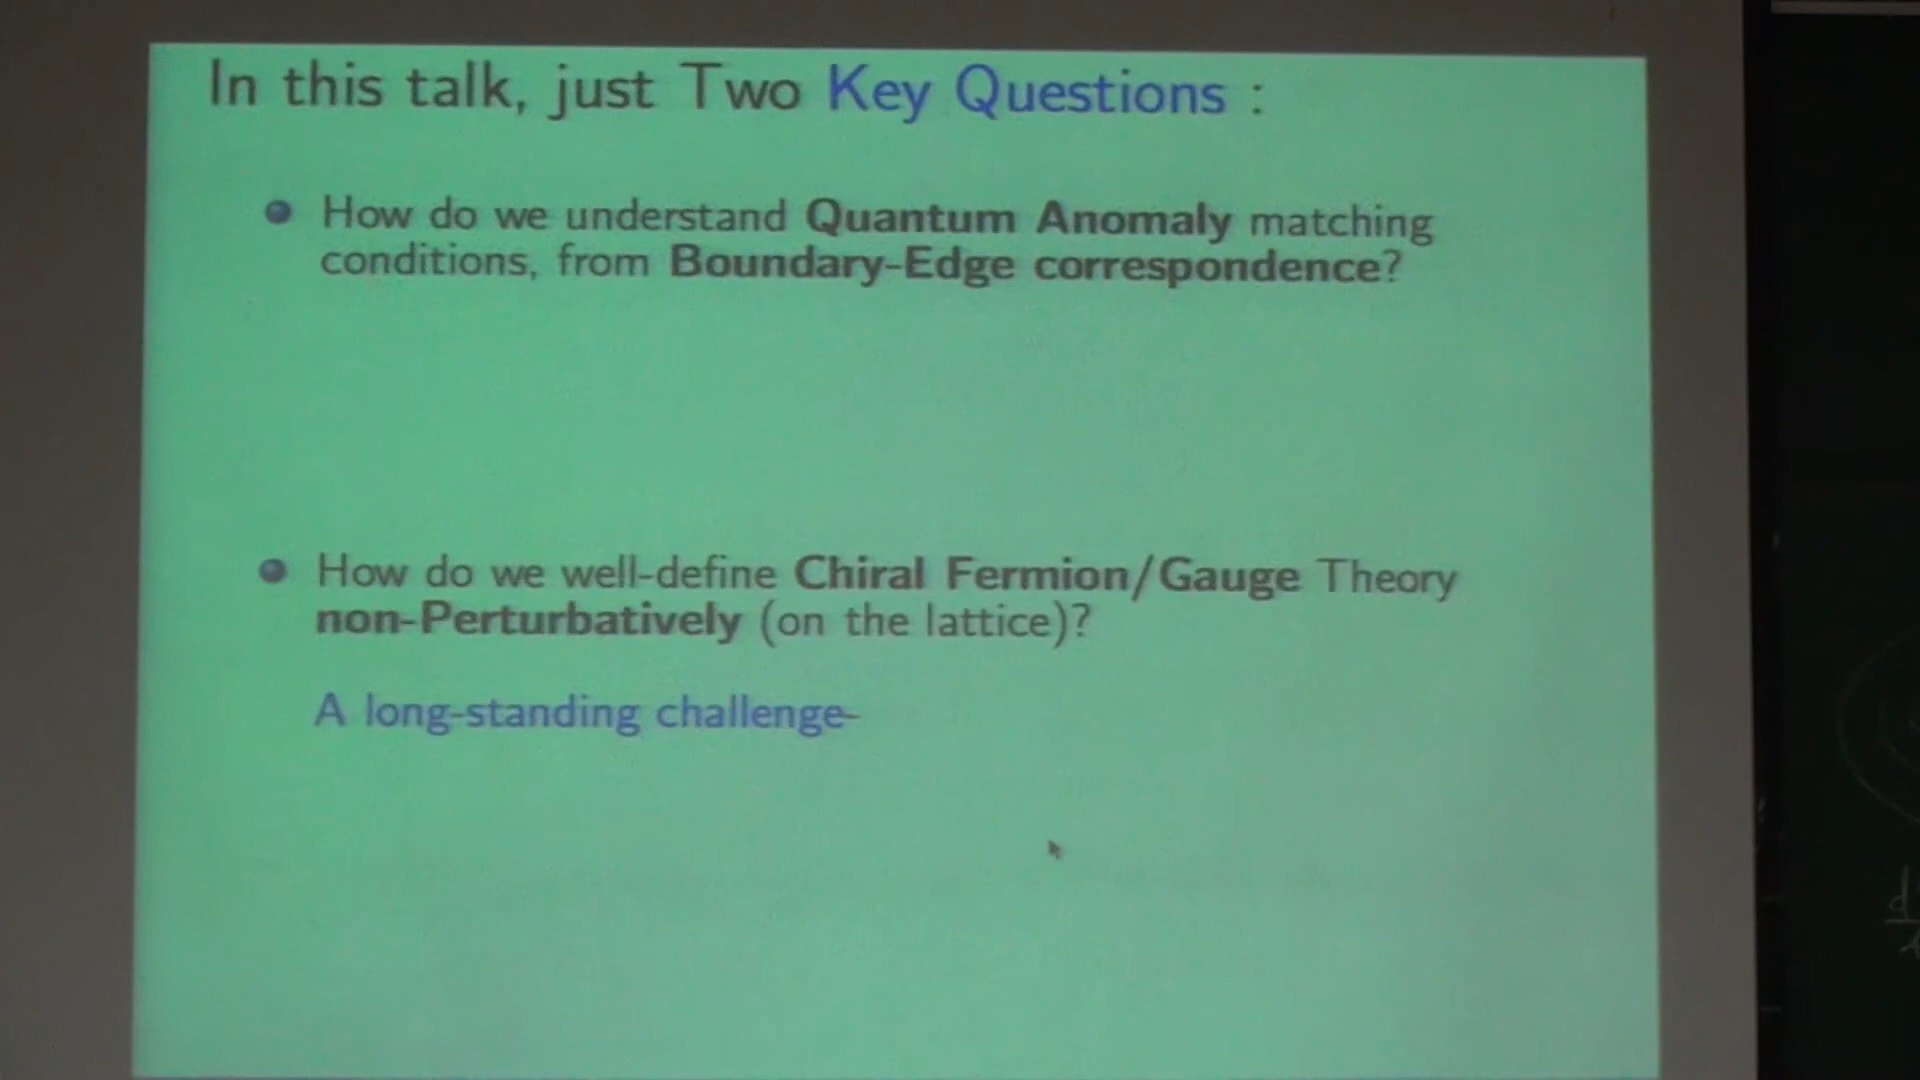 In this talk, just Two Key Questions :
How do we understand Quantum Anomaly matching
conditions, from Boundary-Edge correspondence?
How do we well-define Chiral Fermion/Gauge Theory
non-Perturbatively (on the lattice)?
A long-standing challenge-